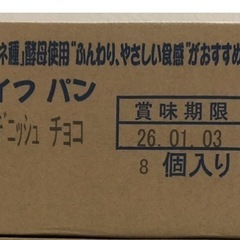 ネ種」酵母使用"ふんわり、やさしい食感"がおすすめ
イフ パン
デニッシュ チョコ
賞味期限
26.01.03
8 個入り